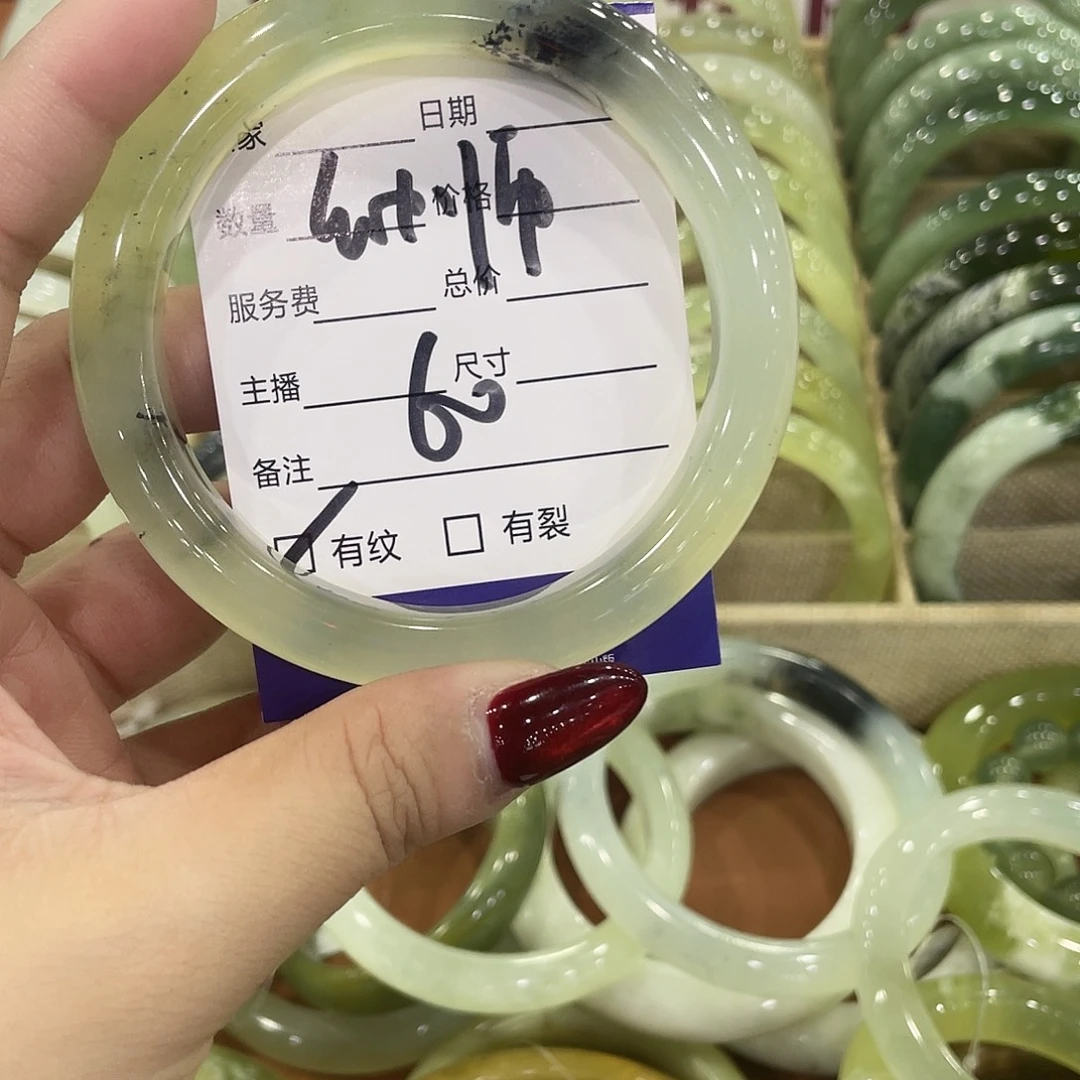 家 日期
数量 价格
服务费 总价
主播 尺寸
6
备注
有纹 有裂